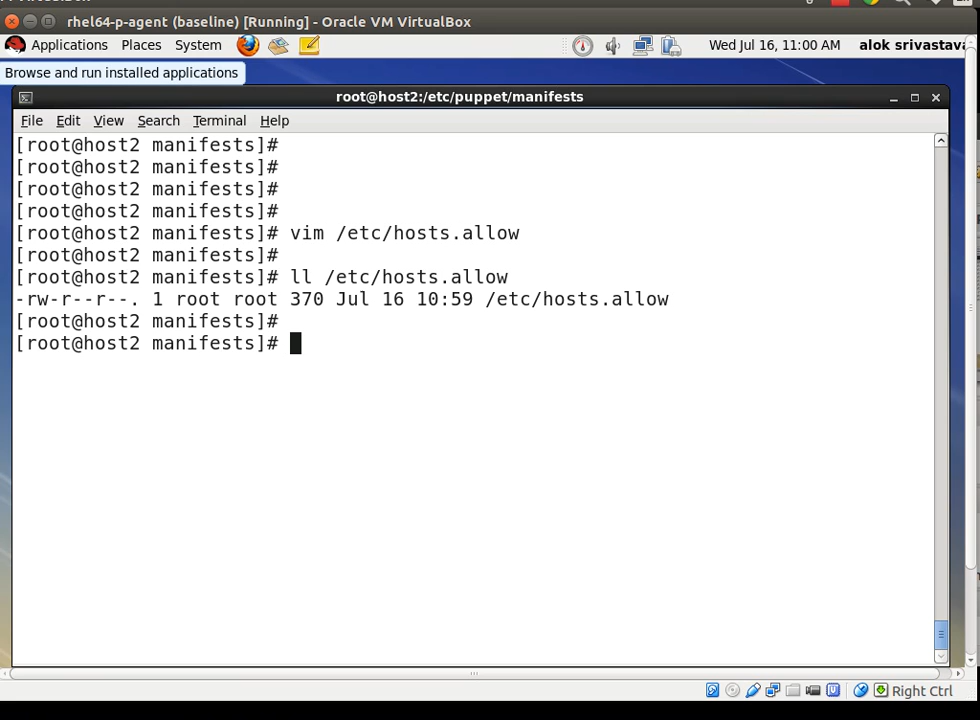 rhel64-p-agent (baseline) [Running] - Oracle VM VirtualBox
Applications Places System Wed Jul 16, 11:00 AM alok srivastava
Browse and run installed applications
root@host2:/etc/puppet/manifests
File Edit View Search Terminal Help
[root@host2 manifests]#
[root@host2 manifests]#
[root@host2 manifests]#
[root@host2 manifests]#
[root@host2 manifests]# vim /etc/hosts.allow
[root@host2 manifests]#
[root@host2 manifests]# ll /etc/hosts.allow
-rw-r--r--. 1 root root 370 Jul 16 10:59 /etc/hosts.allow
[root@host2 manifests]#
[root@host2 manifests]#
Right Ctrl